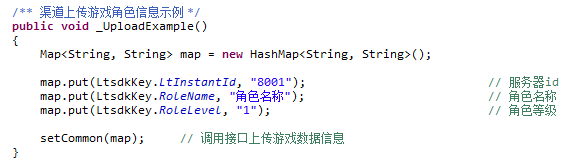 /** 渠道上传游戏角色信息示例 */
public void _UploadExample()
{
Map<String, String> map = new HashMap<String, String>();
map.put(LtsdkKey.LtInstantId, "8001"); // 服务器id
map.put(LtsdkKey.RoleName, "角色名称"); // 角色名称
map.put(LtsdkKey.RoleLevel, "1"); // 角色等级
setCommon(map); // 调用接口上传游戏数据信息
}